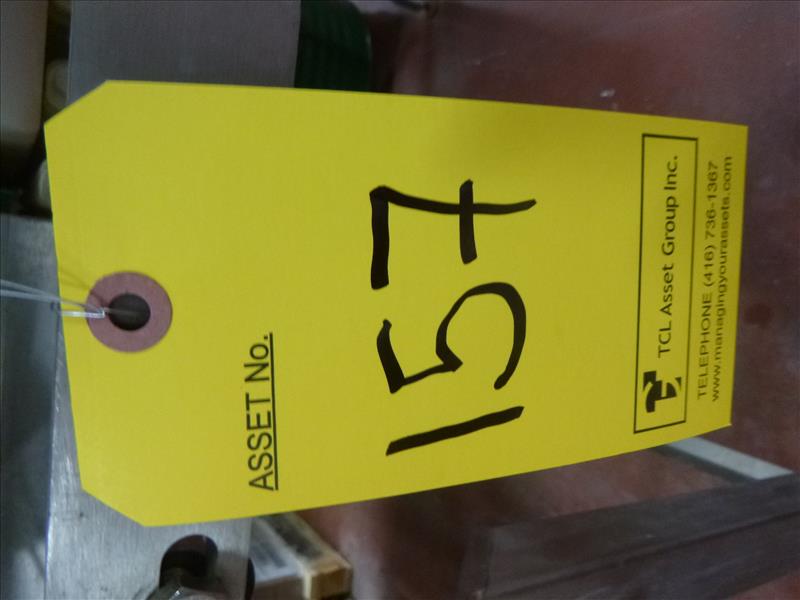 ASSET No.
157
TCL Asset Group Inc.
TELEPHONE (416) 736-1367
www.managingyourassets.com